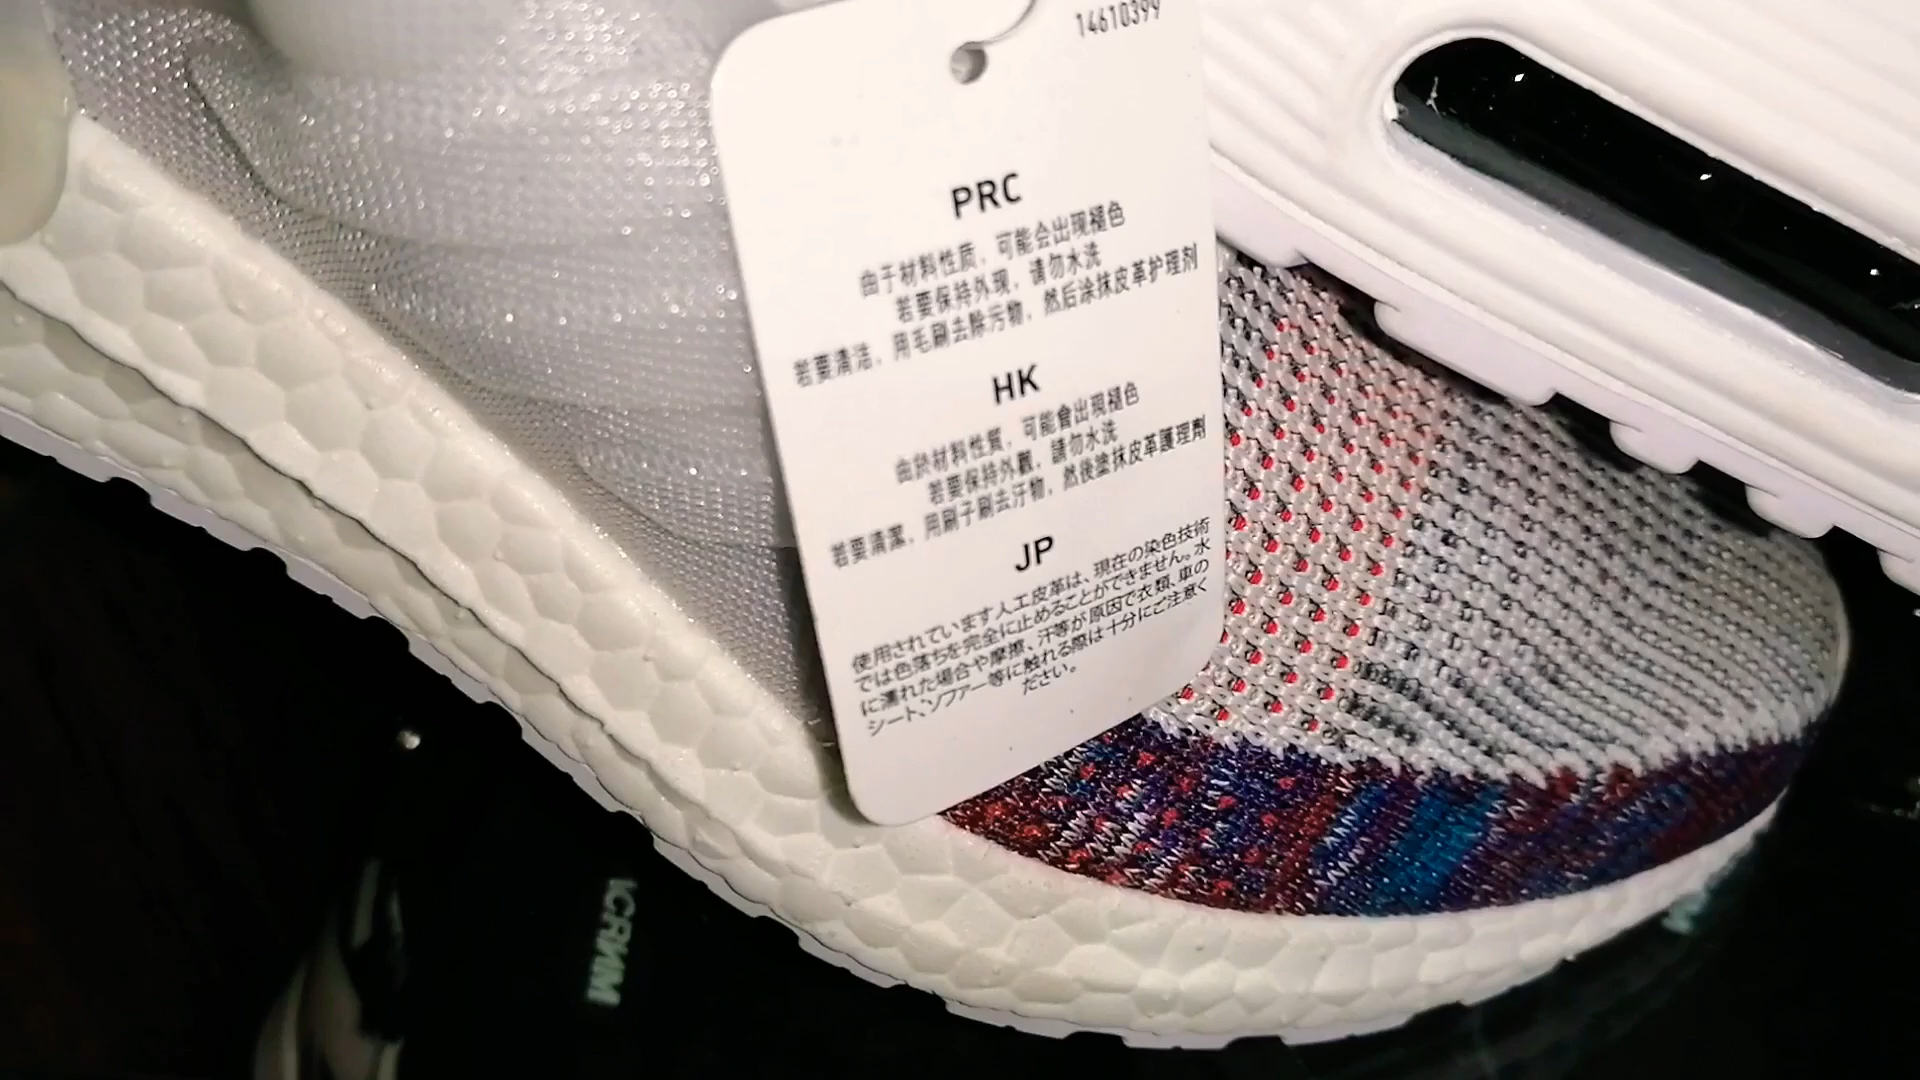 14610399
PRC
由于材料性质，可能会出现褪色
若要保持外现，请勿水洗
若要清洁，用毛刷去除污物，然后涂抹皮革护理剂
HK
由於材料性質，可能會出現褪色
若要保持外觀，請勿水洗
若要清潔，用刷子刷去汙物，然後塗抹皮革護理劑
JP
使用されています人工皮革は、現在の染色技術
では色落ちを完全に止めることができません。水
に濡れた場合や摩擦、汗等が原因で衣類、車の
シート、ソファー等に触れる際は十分にご注意く
ださい。